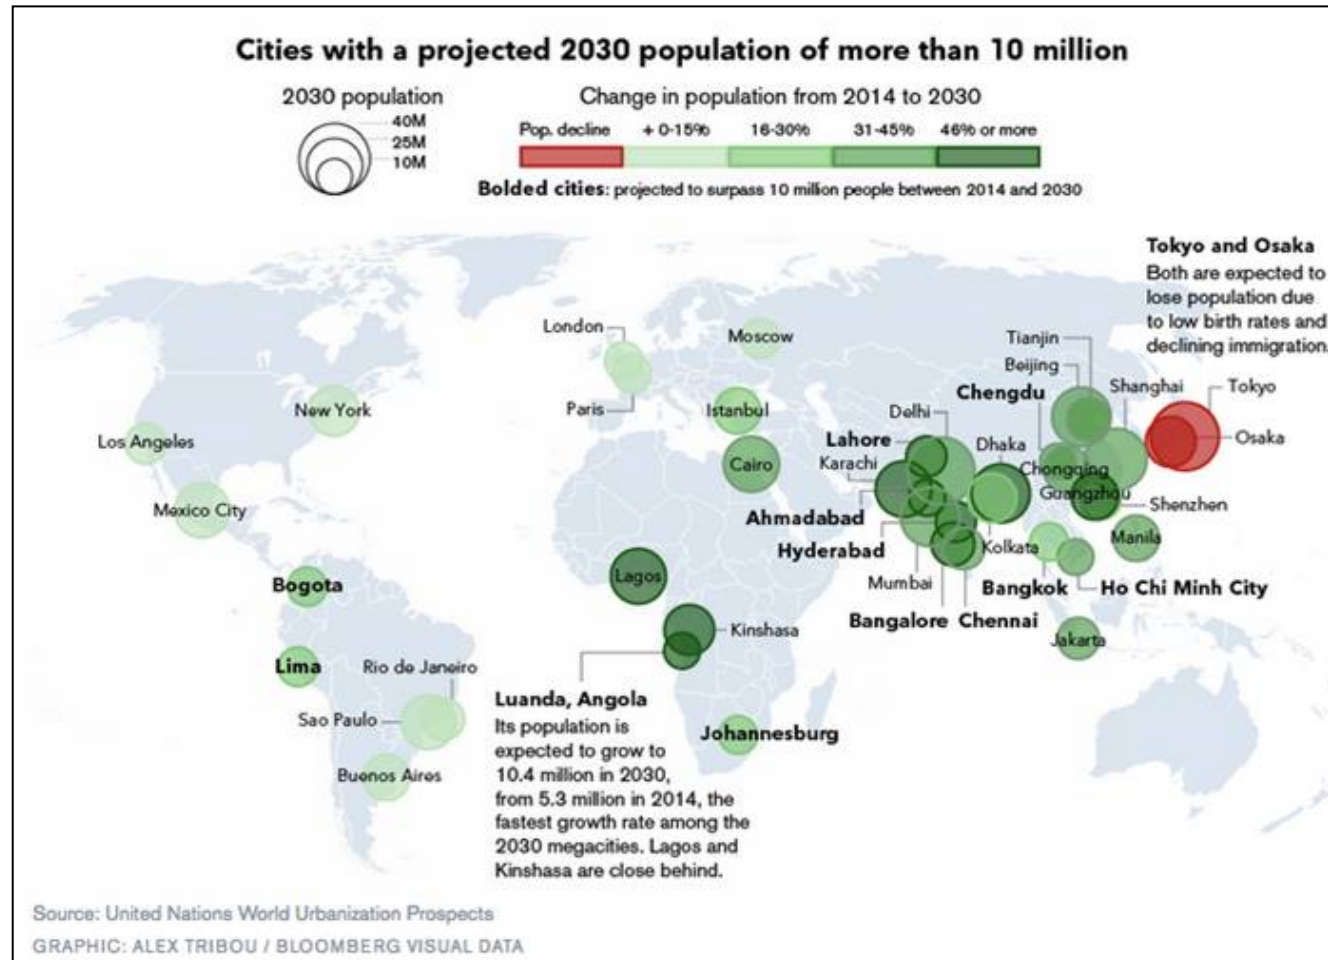 Cities with a projected 2030 population of more than 10 million
2030 population
40M
25M
10M
Change in population from 2014 to 2030
Pop. decline
+ 0-15%
16-30%
31-45%
46% or more
Bolded cities: projected to surpass 10 million people between 2014 and 2030
Tokyo and Osaka
Both are expected to
lose population due
to low birth rates and
declining immigration.
London
Moscow
Tianjin
Beijing
Chengdu
Shanghai
Tokyo
New York
Paris
Istanbul
Delhi
Osaka
Los Angeles
Lahore
Dhaka
Cairo
Karachi
Chongqing
Guangzhou
Shenzhen
Mexico City
Ahmadabad
Hyderabad
Kolkata
Manila
Lagos
Mumbai
Bangkok
Ho Chi Minh City
Bogota
Bangalore
Chennai
Kinshasa
Jakarta
Lima
Rio de Janeiro
Sao Paulo
Luanda, Angola
Its population is
expected to grow to
10.4 million in 2030,
from 5.3 million in 2014, the
fastest growth rate among the
2030 megacities. Lagos and
Kinshasa are close behind.
Johannesburg
Buenos Aires
Source: United Nations World Urbanization Prospects
GRAPHIC: ALEX TRIBOU / BLOOMBERG VISUAL DATA